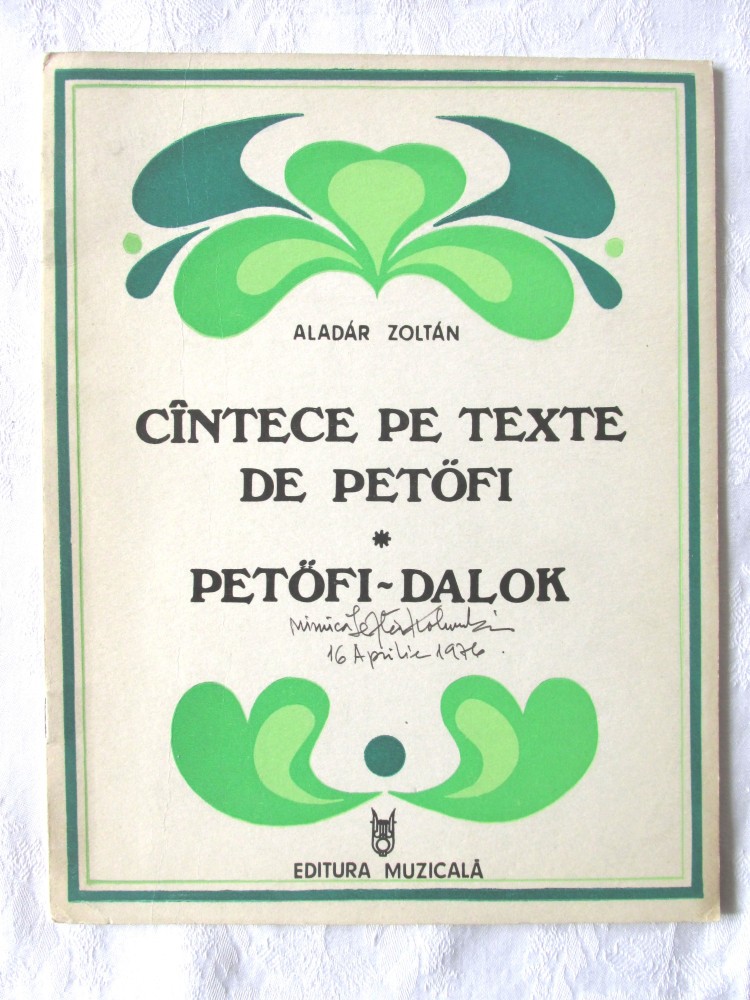 ALADÁR ZOLTÁN
CÎNTECE PE TEXTE
DE PETŐFI
*
PETŐFI-DALOK
16 Aprilie 1976.
EDITURA MUZICALĂ